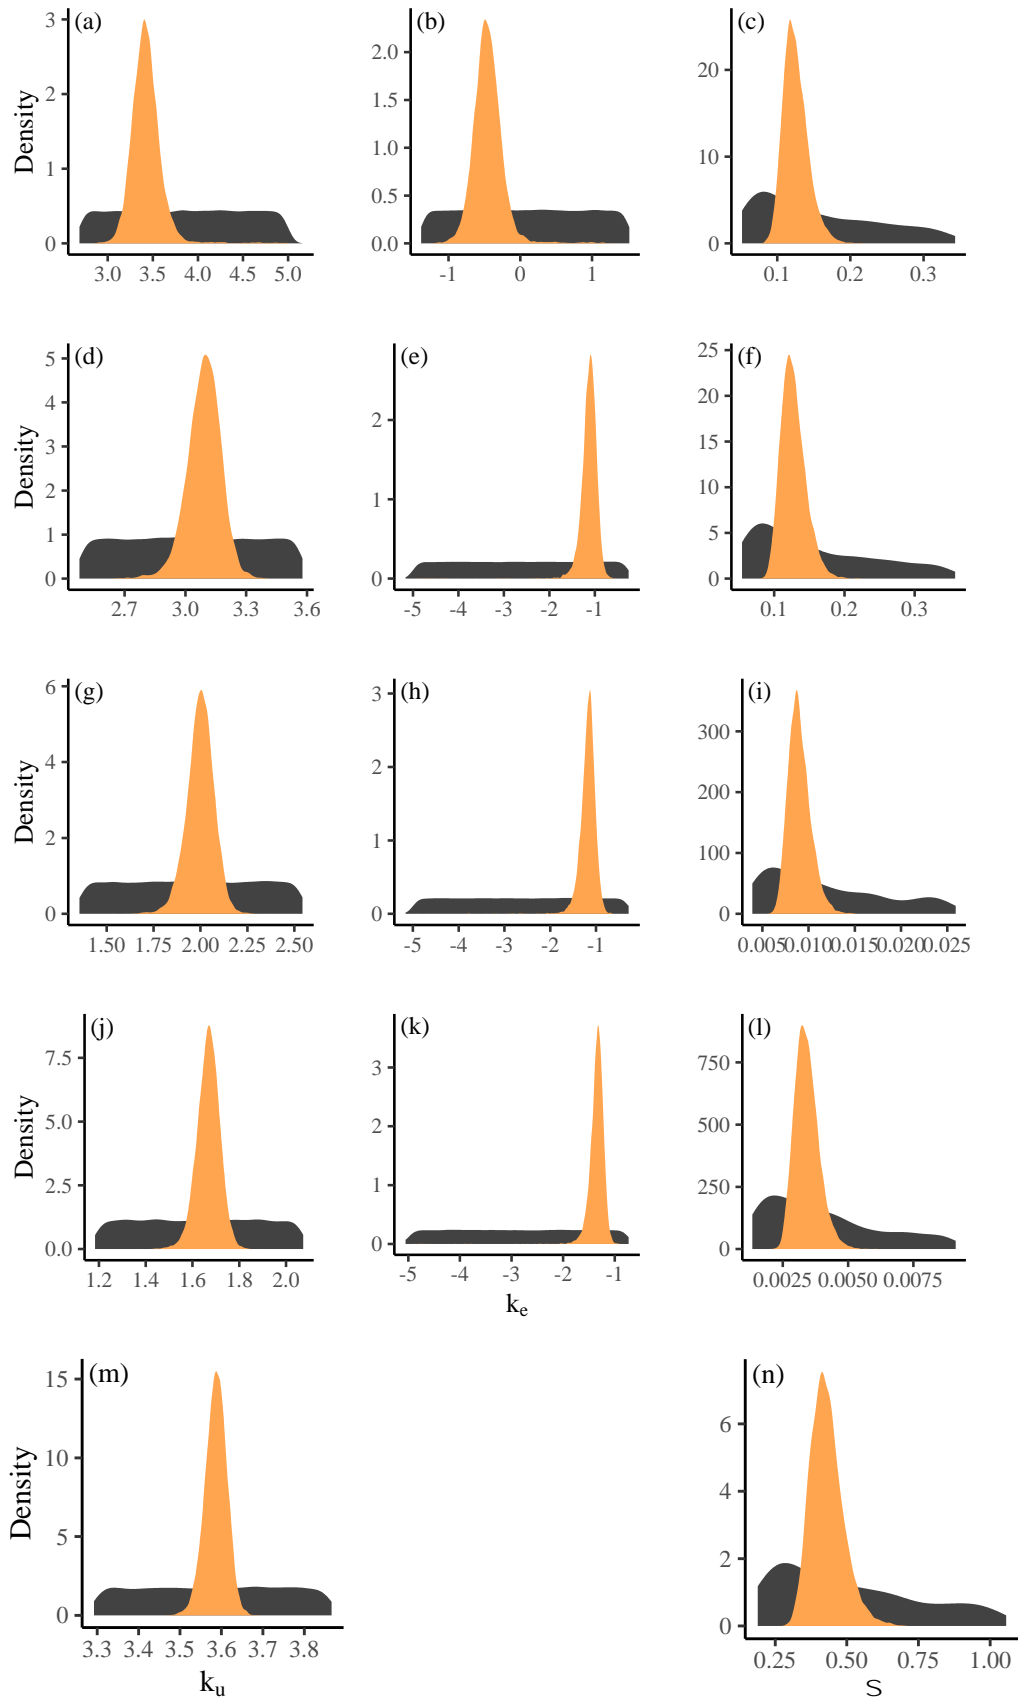 (a)
3
2
1
0
Density
3.0 3.5 4.0 4.5 5.0
(b)
2.0
1.5
1.0
0.5
0.0
-1 0 1
(c)
20
10
0
0.1 0.2 0.3
(d)
5
4
3
2
1
0
Density
2.7 3.0 3.3 3.6
(e)
2
1
0
-5 -4 -3 -2 -1
(f)
25
20
15
10
5
0
0.1 0.2 0.3
(g)
6
4
2
0
Density
1.50 1.75 2.00 2.25 2.50
(h)
3
2
1
0
-5 -4 -3 -2 -1
(i)
300
200
100
0
0.005 0.010 0.015 0.020 0.025
(j)
7.5
5.0
2.5
0.0
Density
1.2 1.4 1.6 1.8 2.0
(k)
3
2
1
0
-5 -4 -3 -2 -1
ke
(l)
750
500
250
0
0.0025 0.0050 0.0075
(m)
15
10
5
0
Density
3.3 3.4 3.5 3.6 3.7 3.8
ku
(n)
6
4
2
0
0.25 0.50 0.75 1.00
s